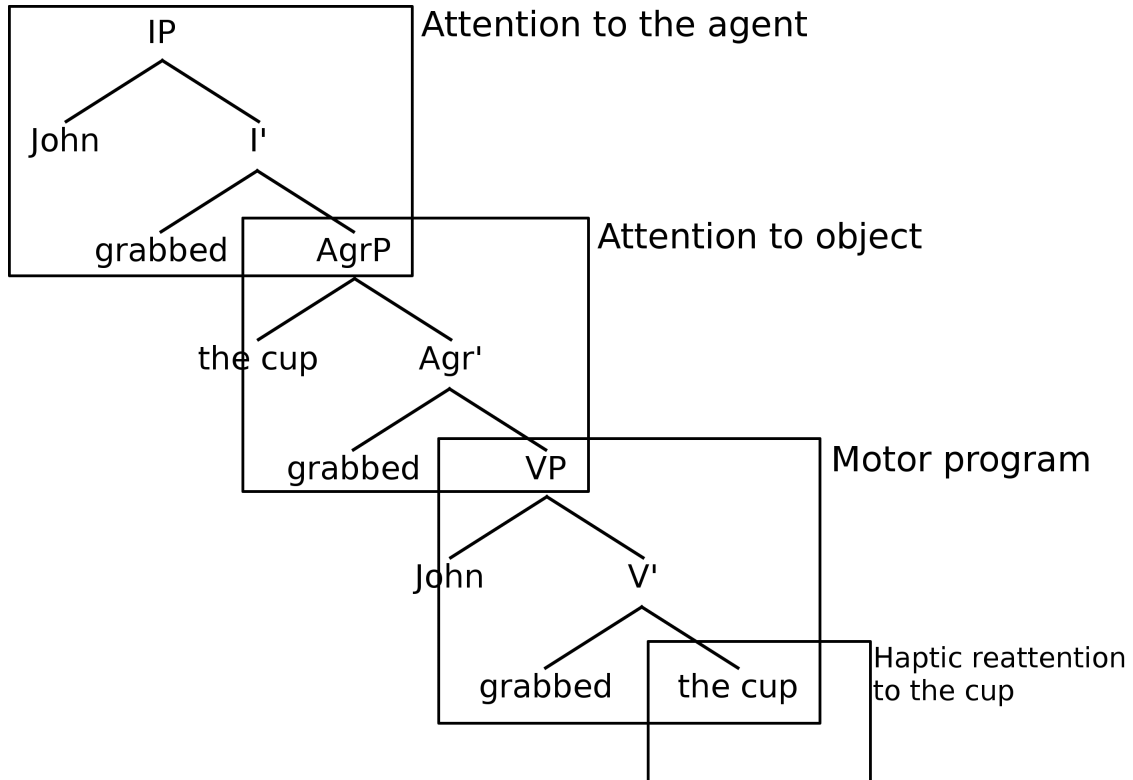 IP
Attention to the agent
John
I'
grabbed
AgrP
Attention to object
the cup
Agr'
grabbed
VP
Motor program
John
V'
grabbed
the cup
Haptic reattention
to the cup